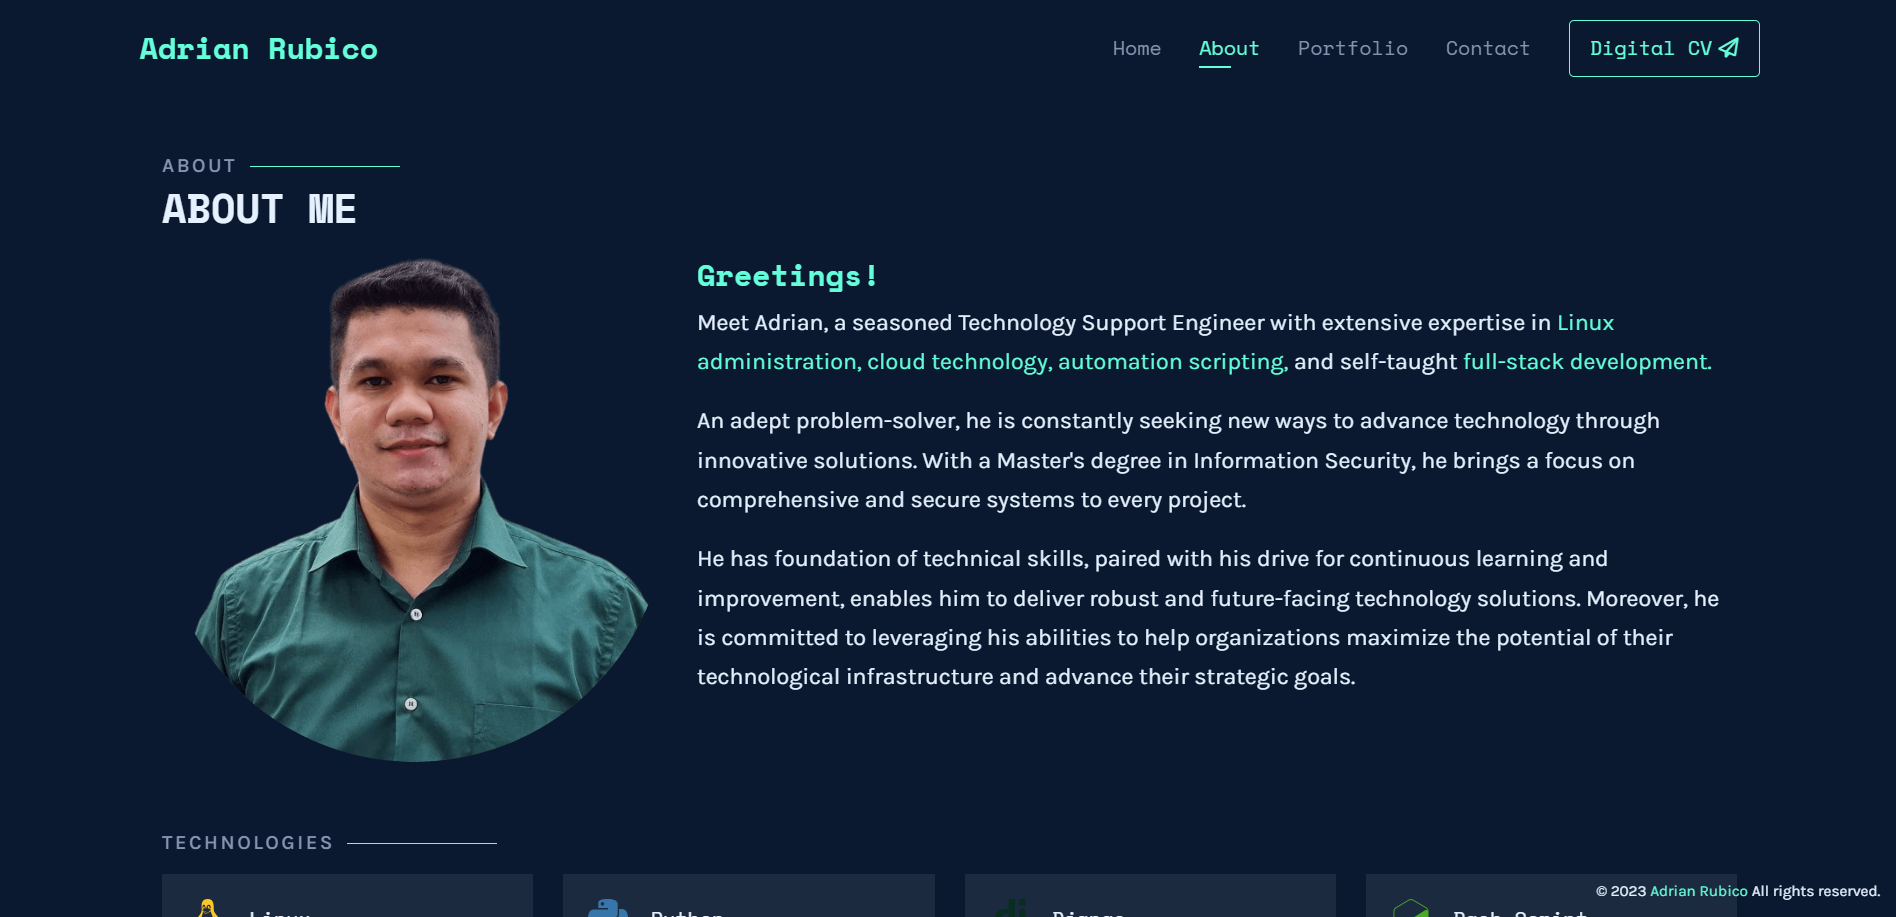 Adrian Rubico
Home About Portfolio Contact Digital CV
ABOUT
ABOUT ME
Greetings!
Meet Adrian, a seasoned Technology Support Engineer with extensive expertise in Linux
administration, cloud technology, automation scripting, and self-taught full-stack development.
An adept problem-solver, he is constantly seeking new ways to advance technology through
innovative solutions. With a Master's degree in Information Security, he brings a focus on
comprehensive and secure systems to every project.
He has foundation of technical skills, paired with his drive for continuous learning and
improvement, enables him to deliver robust and future-facing technology solutions. Moreover, he
is committed to leveraging his abilities to help organizations maximize the potential of their
technological infrastructure and advance their strategic goals.
TECHNOLOGIES
Linux Python Django Bash Script
© 2023 Adrian Rubico All rights reserved.